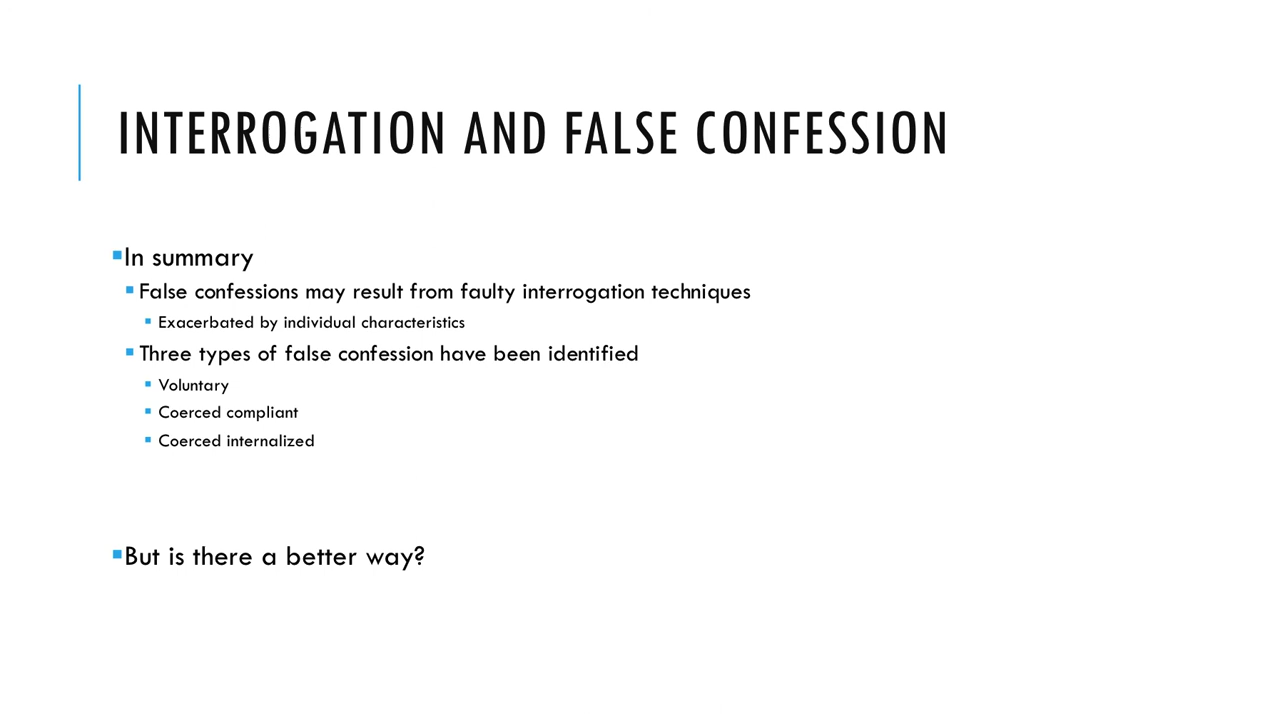 INTERROGATION AND FALSE CONFESSION
▪In summary
▪False confessions may result from faulty interrogation techniques
▪Exacerbated by individual characteristics
▪Three types of false confession have been identified
▪Voluntary
▪Coerced compliant
▪Coerced internalized
▪But is there a better way?